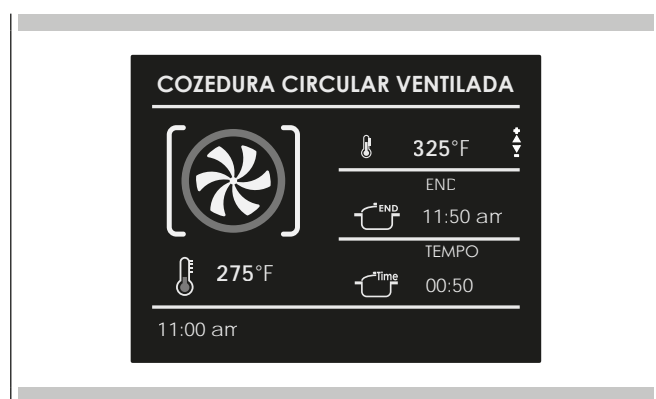 COZEDURA CIRCULAR VENTILADA
325°F
END
END
11:50 am
275°F
TEMPO
Time
00:50
11:00 am